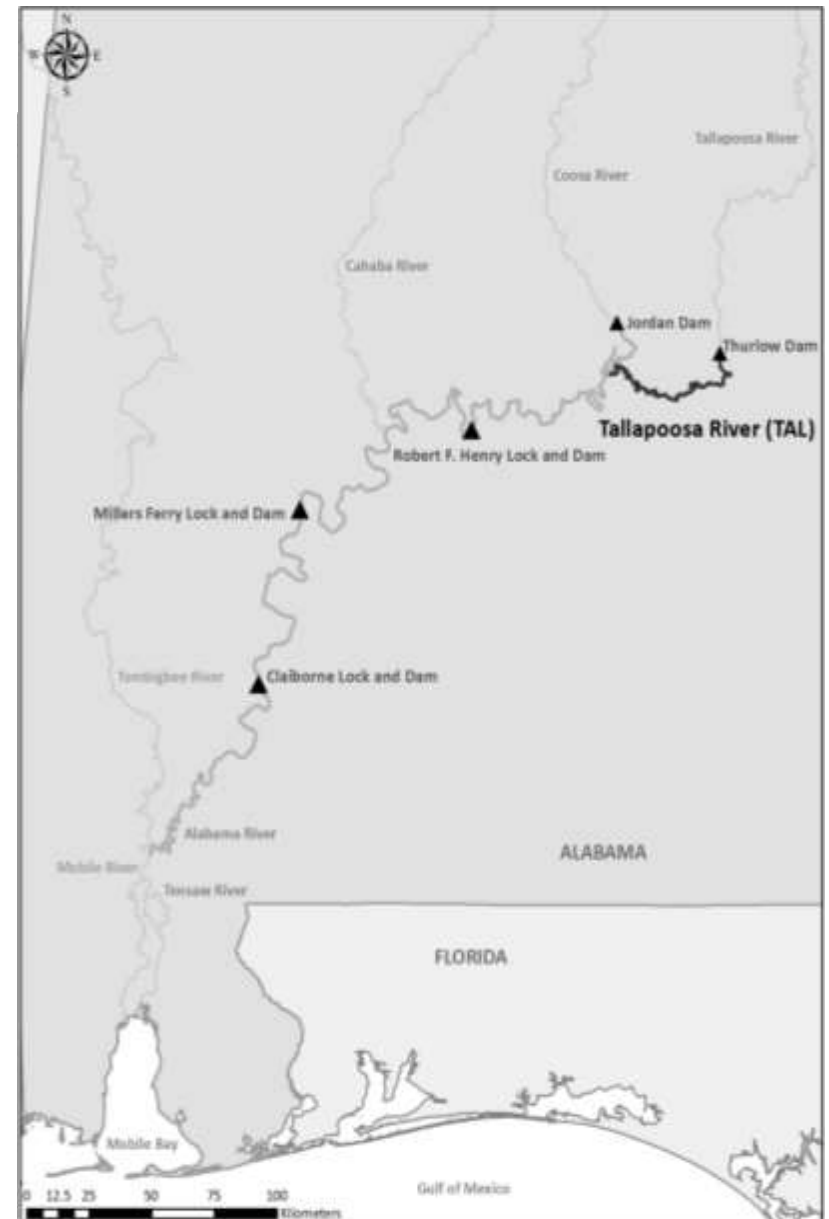 N
W E
S
Tallapoosa River
Coosa River
Cahaba River
Jordan Dam
Thurlow Dam
Tallapoosa River (TAL)
Robert F. Henry Lock and Dam
Millers Ferry Lock and Dam
Tombigbee River
Claiborne Lock and Dam
Alabama River
Mobile River
Tensaw River
ALABAMA
FLORIDA
Mobile Bay
Gulf of Mexico
0 12.5 25 50 75 100
Kilometers